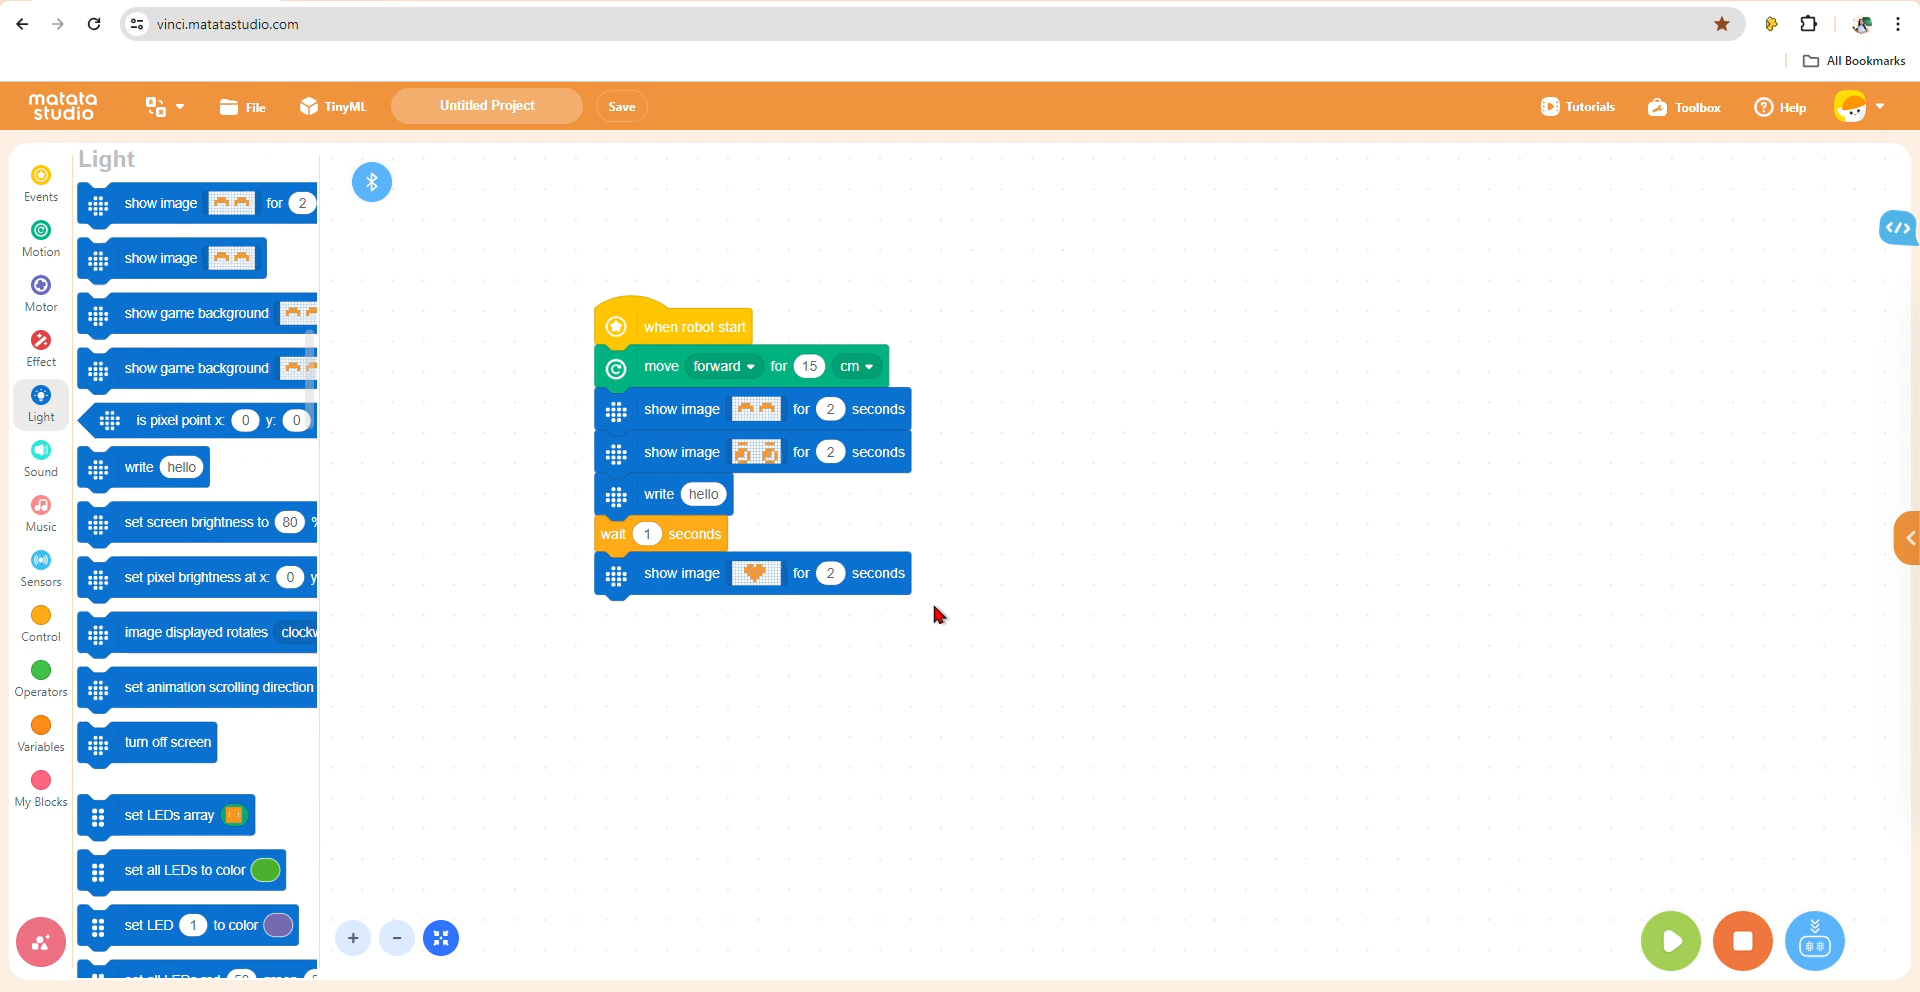 vinci.matatastudio.com
All Bookmarks
matata
studio
File
TinyML
Untitled Project
Save
Tutorials
Toolbox
Help
Events
Motion
Motor
Effect
Light
Sound
Music
Sensors
Control
Operators
Variables
My Blocks
Light
show image for 2
show image
show game background
show game background
is pixel point x: 0 y: 0
write hello
set screen brightness to 80 %
set pixel brightness at x: 0 y
image displayed rotates
set animation scrolling direction
turn off screen
set LEDs array
set all LEDs to color
set LED 1 to color
when robot start
move forward for 15 cm
show image for 2 seconds
show image for 2 seconds
write hello
wait 1 seconds
show image for 2 seconds